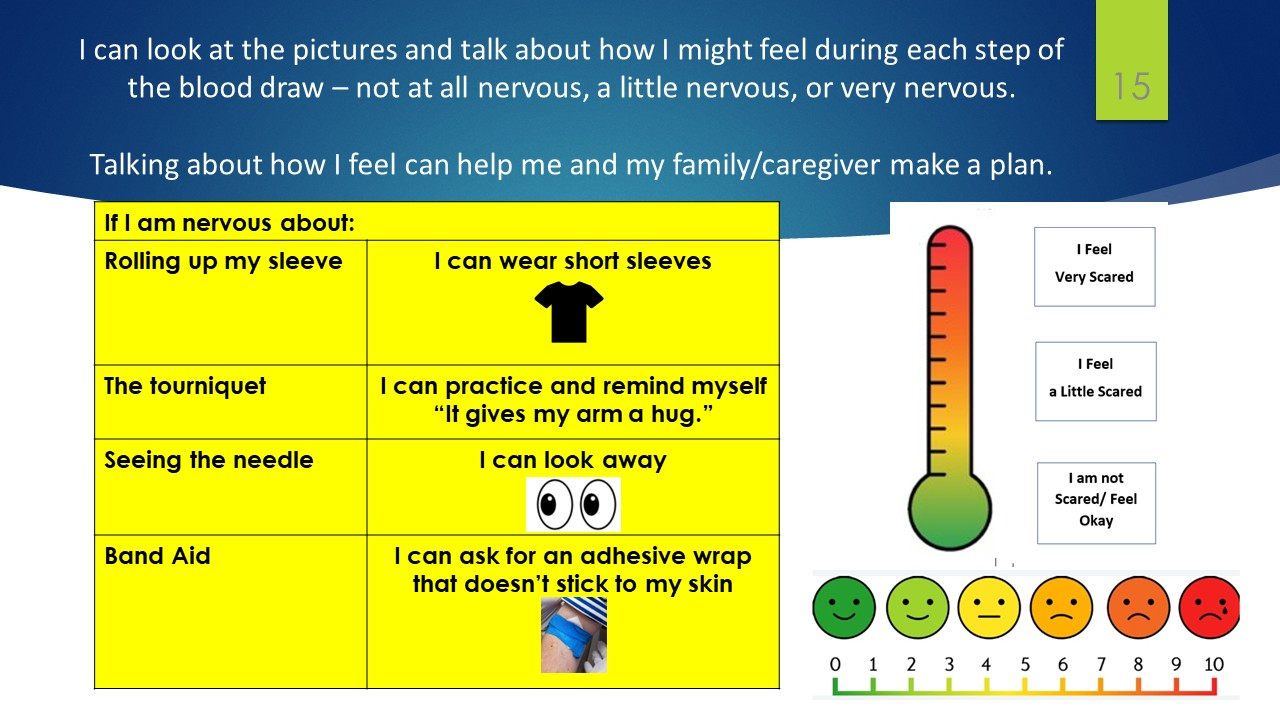 I can look at the pictures and talk about how I might feel during each step of
the blood draw – not at all nervous, a little nervous, or very nervous.
15
Talking about how I feel can help me and my family/caregiver make a plan.
If I am nervous about:
Rolling up my sleeve
I can wear short sleeves
The tourniquet
I can practice and remind myself
“It gives my arm a hug.”
Seeing the needle
I can look away
Band Aid
I can ask for an adhesive wrap
that doesn’t stick to my skin
I Feel
Very Scared
I Feel
a Little Scared
I am not
Scared/ Feel
Okay
0 1 2 3 4 5 6 7 8 9 10